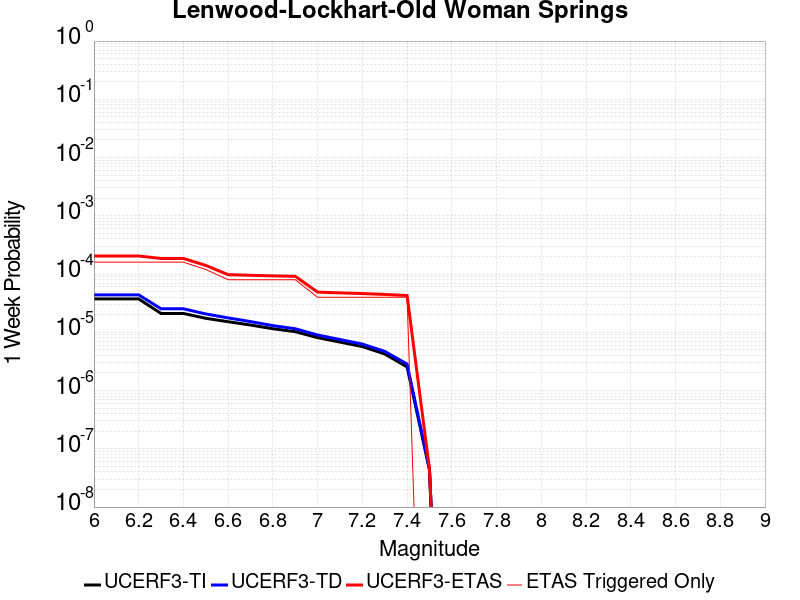 Lenwood-Lockhart-Old Woman Springs
10^0
10^-1
10^-2
10^-3
10^-4
10^-5
10^-6
10^-7
10^-8
1 Week Probability
6 6.2 6.4 6.6 6.8 7 7.2 7.4 7.6 7.8 8 8.2 8.4 8.6 8.8 9
Magnitude
UCERF3-TI UCERF3-TD UCERF3-ETAS ETAS Triggered Only